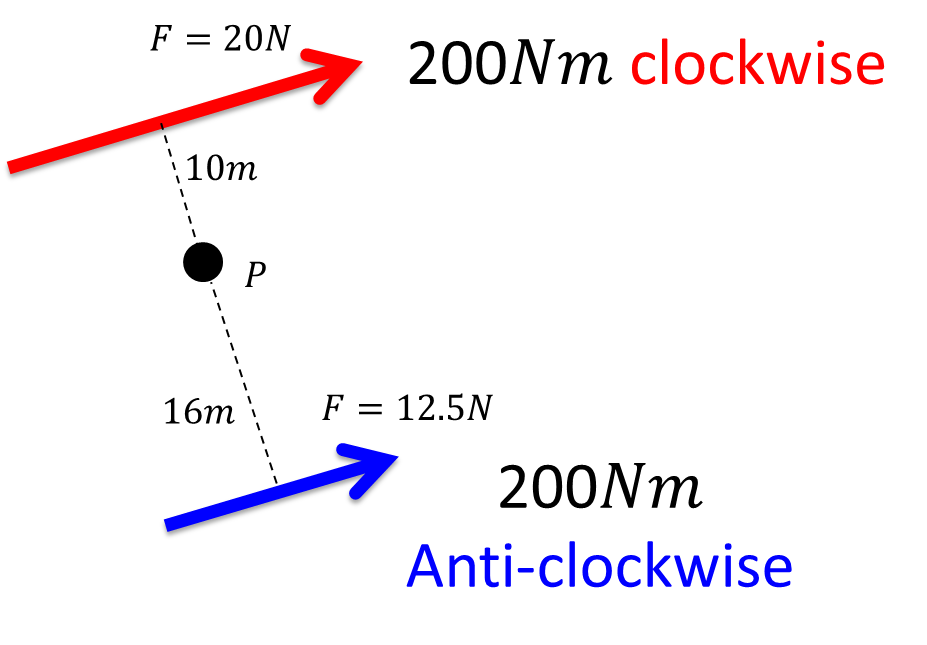 F = 20N
200Nm clockwise
10m
P
16m
F = 12.5N
200Nm
Anti-clockwise